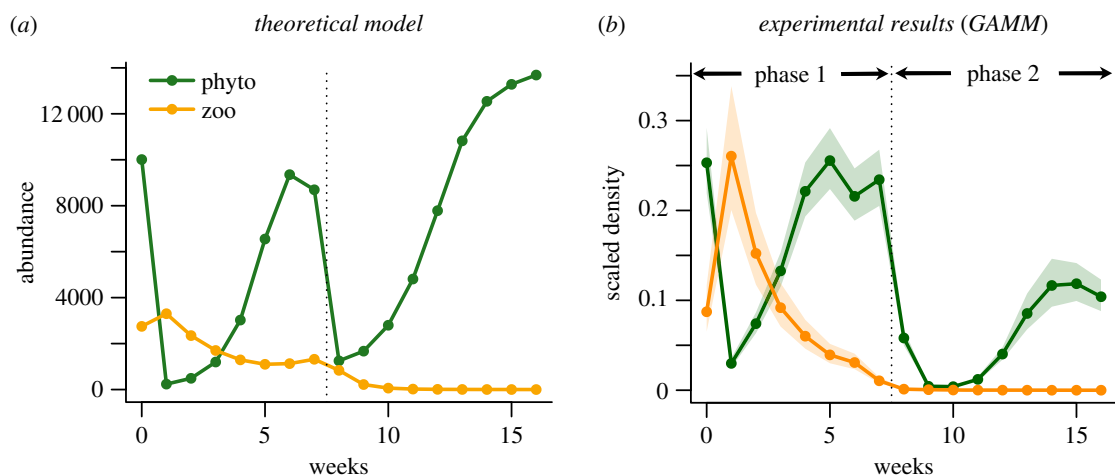 (a) theoretical model
phyto
zoo
12 000
8000
4000
0
abundance
0 5 10 15
weeks
(b) experimental results (GAMM)
phase 1 phase 2
0.3
0.2
0.1
0
scaled density
0 5 10 15
weeks